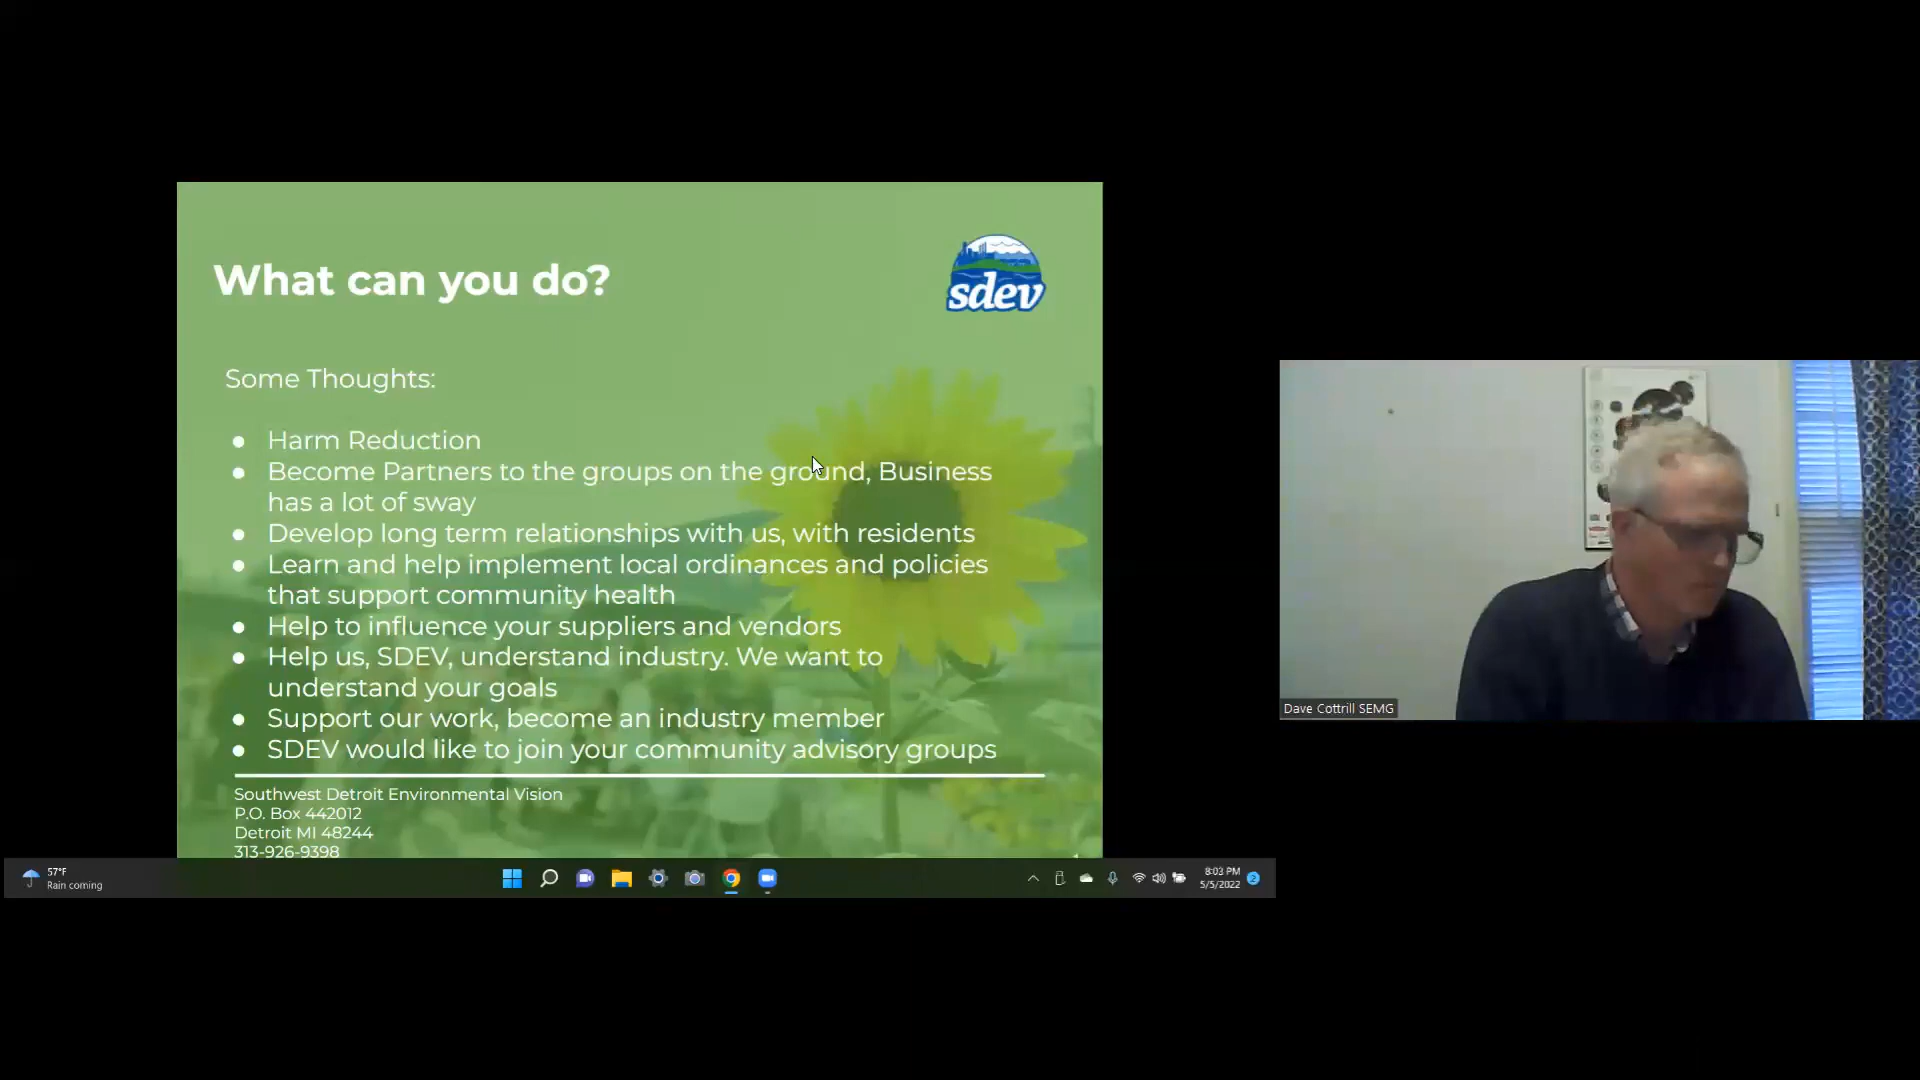 What can you do?
sdev
Some Thoughts:
● Harm Reduction
● Become Partners to the groups on the ground, Business
has a lot of sway
● Develop long term relationships with us, with residents
● Learn and help implement local ordinances and policies
that support community health
● Help to influence your suppliers and vendors
● Help us, SDEV, understand industry. We want to
understand your goals
● Support our work, become an industry member
● SDEV would like to join your community advisory groups
Southwest Detroit Environmental Vision
P.O. Box 442012
Detroit MI 48244
313-926-9398
Dave Cottrill SEMG
57°F
Rain coming
8:03 PM
5/5/2022
2